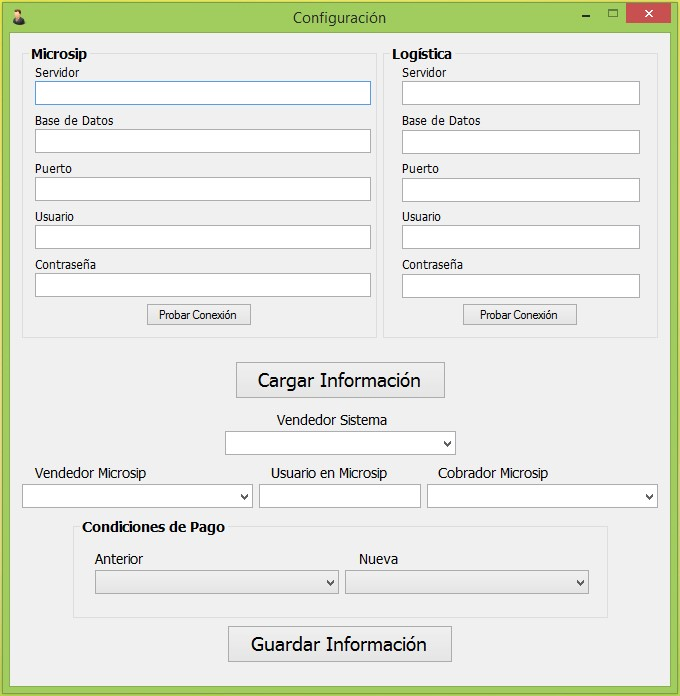 Configuración
Microsip
Servidor
Base de Datos
Puerto
Usuario
Contraseña
Probar Conexión
Logística
Servidor
Base de Datos
Puerto
Usuario
Contraseña
Probar Conexión
Cargar Información
Vendedor Sistema
Vendedor Microsip
Usuario en Microsip
Cobrador Microsip
Condiciones de Pago
Anterior
Nueva
Guardar Información